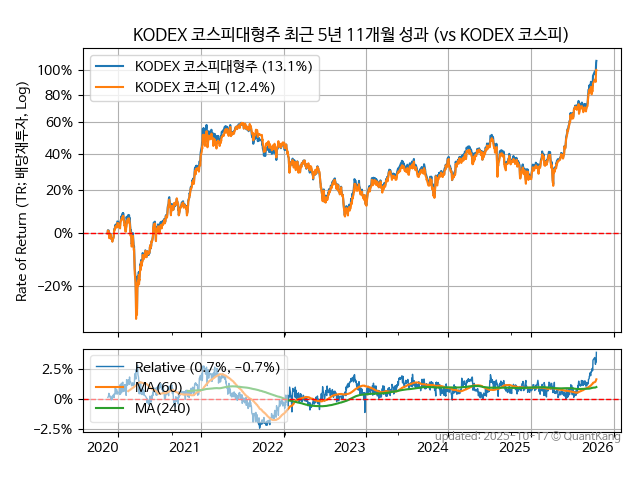 KODEX 코스피대형주 최근 5년 11개월 성과 (vs KODEX 코스피)
Rate of Return (TR: 배당재투자, Log)
100%
80%
60%
40%
20%
0%
−20%
KODEX 코스피대형주 (13.1%)
KODEX 코스피 (12.4%)
2.5%
0%
−2.5%
Relative (0.7%, −0.7%)
MA(60)
MA(240)
2020 2021 2022 2023 2024 2025 2026
updated: 2025-10-17 © QuantKang